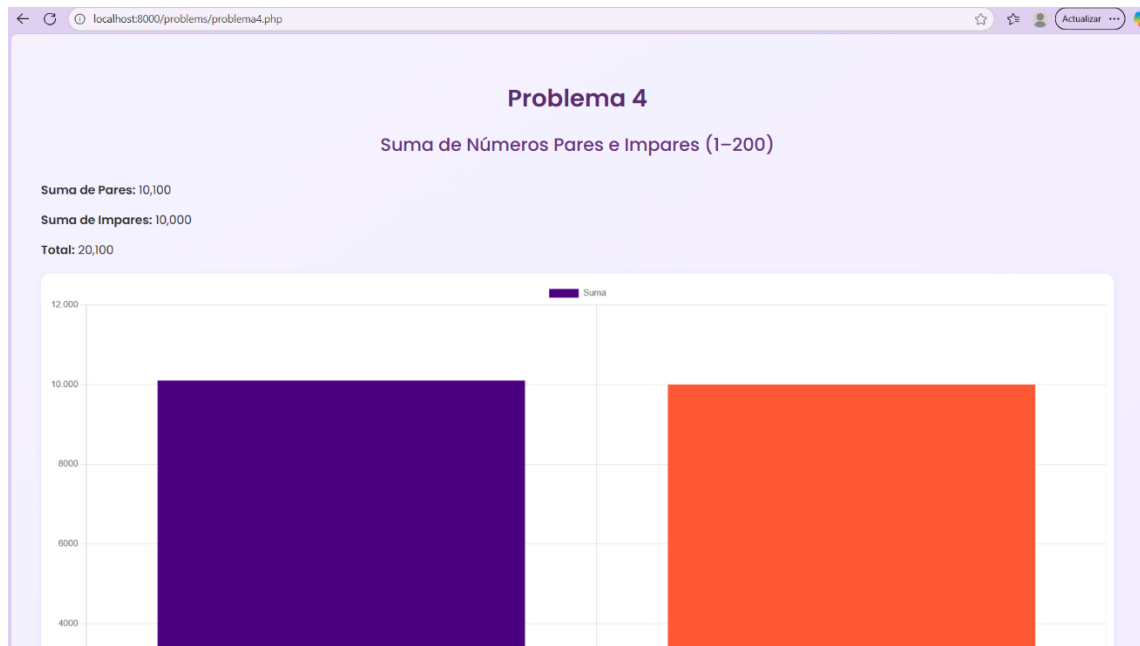 localhost:8000/problems/problema4.php
Actualizar
Problema 4
Suma de Números Pares e Impares (1–200)
Suma de Pares: 10,100
Suma de Impares: 10,000
Total: 20,100
Suma
12.000
10.000
8000
6000
4000